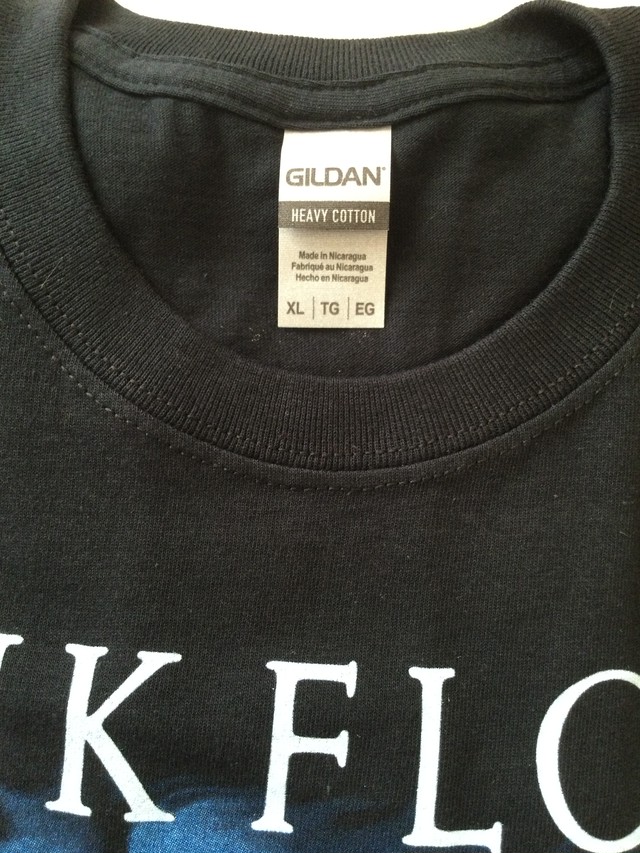 GILDAN®
HEAVY COTTON
Made in Nicaragua
Fabriqué au Nicaragua
Hecho en Nicaragua
XL | TG | EG
K FLO